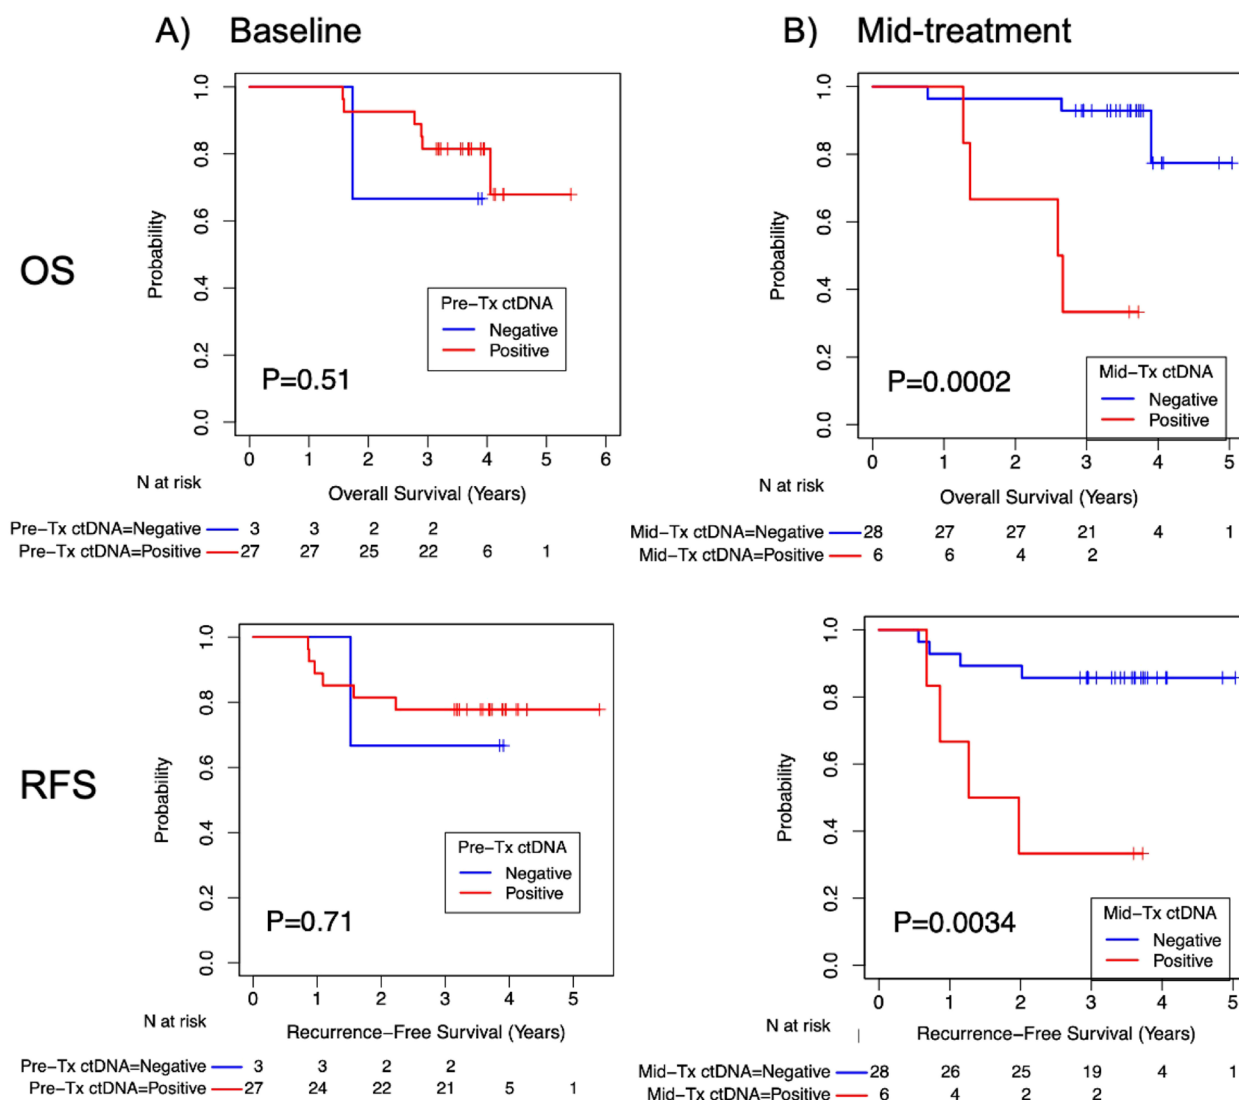 A) Baseline
B) Mid-treatment
OS
1.0
0.8
0.6
0.4
0.2
0.0
Probability
Pre-Tx ctDNA
Negative
Positive
P=0.51
0 1 2 3 4 5 6
N at risk
Overall Survival (Years)
Pre-Tx ctDNA=Negative 3 3 2 2
Pre-Tx ctDNA=Positive 27 27 25 22 6 1
1.0
0.8
0.6
0.4
0.2
0.0
Probability
P=0.0002
Mid-Tx ctDNA
Negative
Positive
0 1 2 3 4 5
N at risk
Overall Survival (Years)
Mid-Tx ctDNA=Negative 28 27 27 21 4 1
Mid-Tx ctDNA=Positive 6 6 4 2
RFS
1.0
0.8
0.6
0.4
0.2
0.0
Probability
Pre-Tx ctDNA
Negative
Positive
P=0.71
0 1 2 3 4 5
N at risk
Recurrence-Free Survival (Years)
Pre-Tx ctDNA=Negative 3 3 2 2
Pre-Tx ctDNA=Positive 27 24 22 21 5 1
1.0
0.8
0.6
0.4
0.2
0.0
Probability
P=0.0034
Mid-Tx ctDNA
Negative
Positive
0 1 2 3 4 5
N at risk
Recurrence-Free Survival (Years)
Mid-Tx ctDNA=Negative 28 26 25 19 4 1
Mid-Tx ctDNA=Positive 6 4 2 2